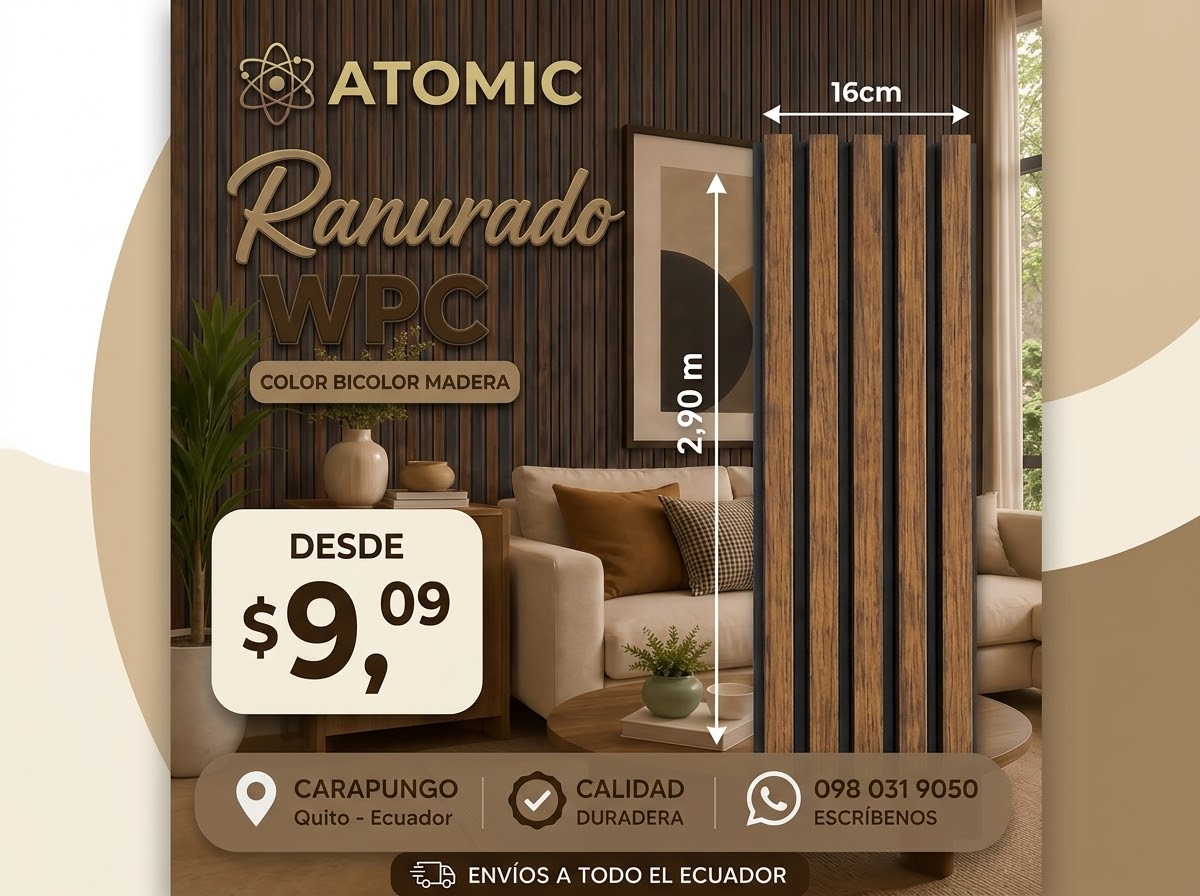 ATOMIC
Ranurado
WPC
COLOR BICOLOR MADERA
16cm
2,90 m
DESDE
$9,09
CARAPUNGO
Quito - Ecuador
CALIDAD
DURADERA
098 031 9050
ESCRÍBENOS
ENVÍOS A TODO EL ECUADOR